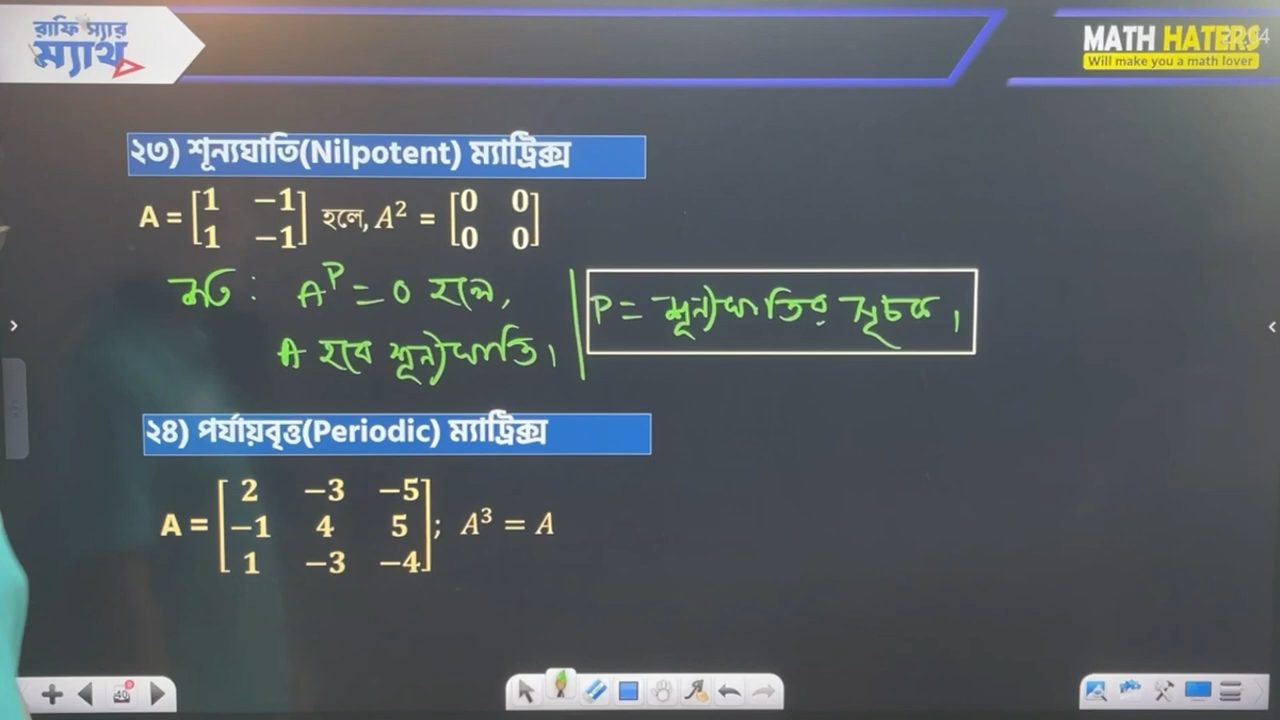 রাফি স্যার
ম্যাথ
MATH HATERS
Will make you a math lover
২৩) শূন্যঘাতি(Nilpotent) ম্যাট্রিক্স
A = [1 −1
1 −1] হলে, A² = [0 0
0 0]
শর্ত : Aᴾ = 0 হলে,
A হবে শূন্যঘাতি।
P = শূন্যঘাতির সূচক।
২৪) পর্যায়বৃত্ত(Periodic) ম্যাট্রিক্স
A = [2 −3 −5
−1 4 5
1 −3 −4]; A³ = A
40